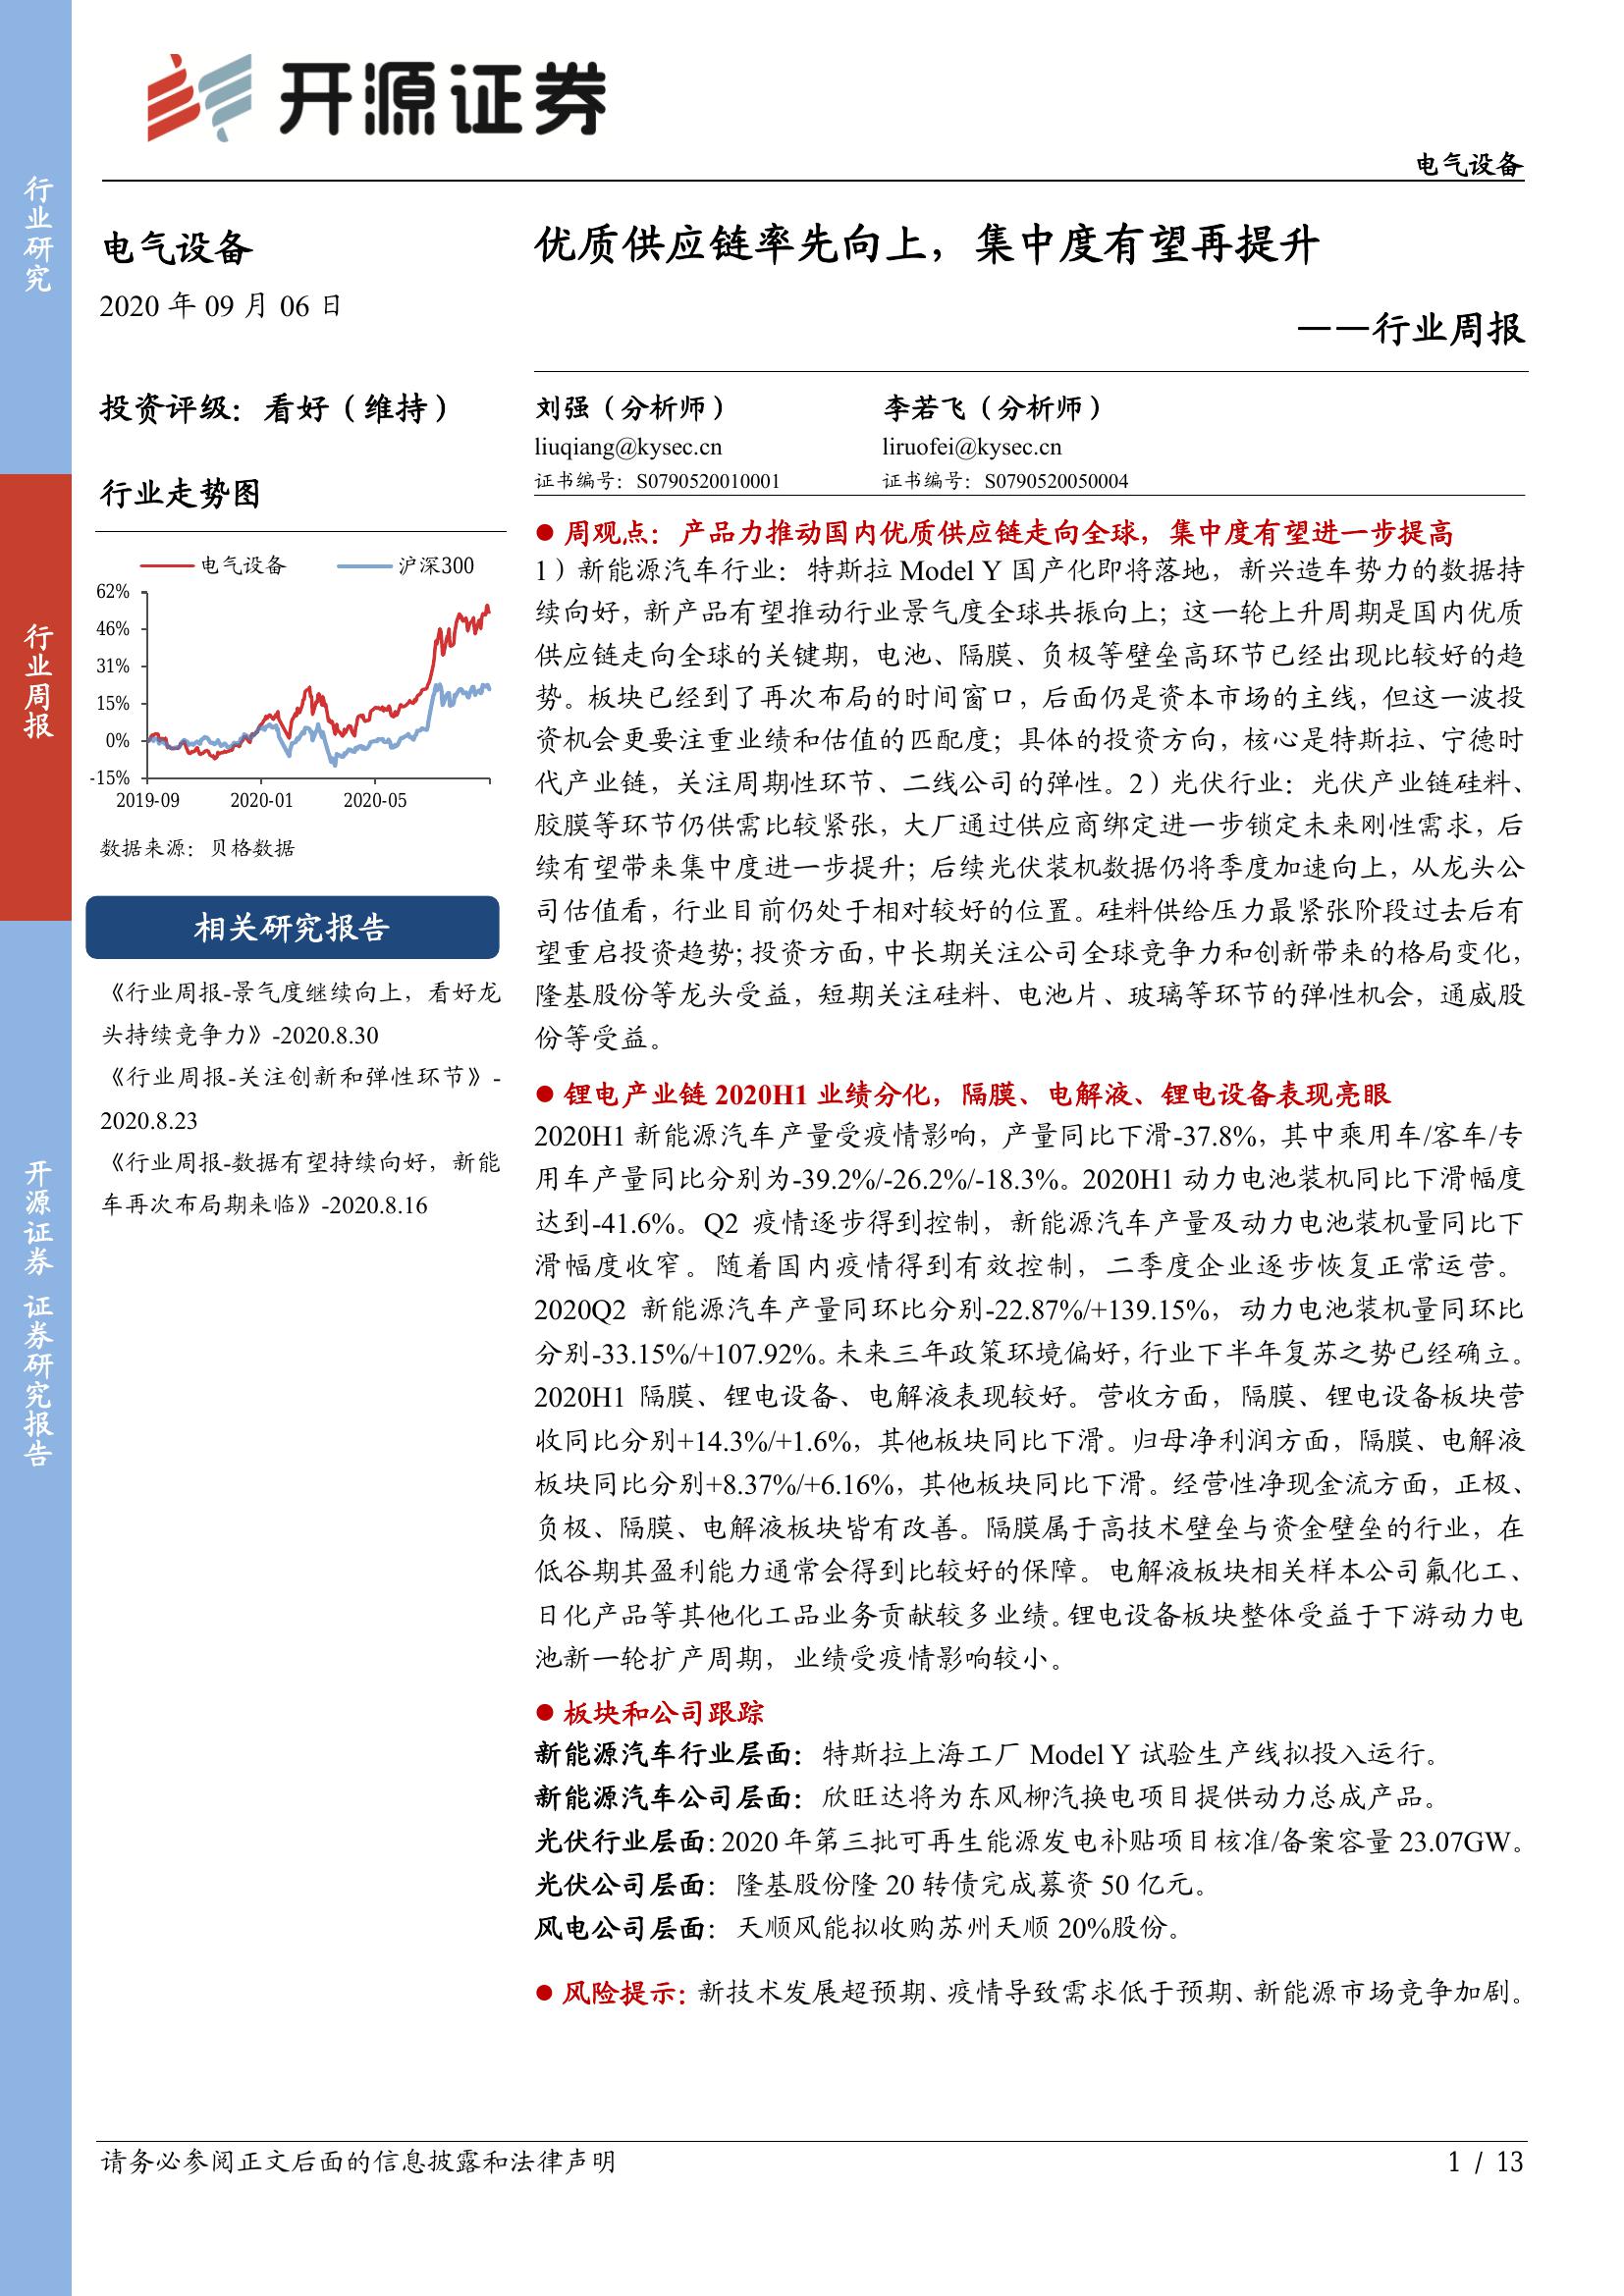 开源证券
电气设备
行业研究
行业周报
开源证券 证券研究报告
电气设备
2020 年 09 月 06 日
投资评级：看好（维持）
行业走势图
电气设备
沪深300
62%
46%
31%
15%
0%
-15%
2019-09
2020-01
2020-05
数据来源：贝格数据
相关研究报告
《行业周报-景气度继续向上，看好龙
头持续竞争力》-2020.8.30
《行业周报-关注创新和弹性环节》-
2020.8.23
《行业周报-数据有望持续向好，新能
车再次布局期来临》-2020.8.16
优质供应链率先向上，集中度有望再提升
——行业周报
刘强（分析师）
李若飞（分析师）
liuqiang@kysec.cn
liruofei@kysec.cn
证书编号：S0790520010001
证书编号：S0790520050004
● 周观点：产品力推动国内优质供应链走向全球，集中度有望进一步提高
1）新能源汽车行业：特斯拉 Model Y 国产化即将落地，新兴造车势力的数据持
续向好，新产品有望推动行业景气度全球共振向上；这一轮上升周期是国内优质
供应链走向全球的关键期，电池、隔膜、负极等壁垒高环节已经出现比较好的趋
势。板块已经到了再次布局的时间窗口，后面仍是资本市场的主线，但这一波投
资机会更要注重业绩和估值的匹配度；具体的投资方向，核心是特斯拉、宁德时
代产业链，关注周期性环节、二线公司的弹性。2）光伏行业：光伏产业链硅料、
胶膜等环节仍供需比较紧张，大厂通过供应商绑定进一步锁定未来刚性需求，后
续有望带来集中度进一步提升；后续光伏装机数据仍将季度加速向上，从龙头公
司估值看，行业目前仍处于相对较好的位置。硅料供给压力最紧张阶段过去后有
望重启投资趋势；投资方面，中长期关注公司全球竞争力和创新带来的格局变化，
隆基股份等龙头受益，短期关注硅料、电池片、玻璃等环节的弹性机会，通威股
份等受益。
● 锂电产业链 2020H1 业绩分化，隔膜、电解液、锂电设备表现亮眼
2020H1 新能源汽车产量受疫情影响，产量同比下滑-37.8%，其中乘用车/客车/专
用车产量同比分别为-39.2%/-26.2%/-18.3%。2020H1 动力电池装机同比下滑幅度
达到-41.6%。Q2 疫情逐步得到控制，新能源汽车产量及动力电池装机量同比下
滑幅度收窄。随着国内疫情得到有效控制，二季度企业逐步恢复正常运营。
2020Q2 新能源汽车产量同环比分别-22.87%/+139.15%，动力电池装机量同环比
分别-33.15%/+107.92%。未来三年政策环境偏好，行业下半年复苏之势已经确立。
2020H1 隔膜、锂电设备、电解液表现较好。营收方面，隔膜、锂电设备板块营
收同比分别+14.3%/+1.6%，其他板块同比下滑。归母净利润方面，隔膜、电解液
板块同比分别+8.37%/+6.16%，其他板块同比下滑。经营性净现金流方面，正极、
负极、隔膜、电解液板块皆有改善。隔膜属于高技术壁垒与资金壁垒的行业，在
低谷期其盈利能力通常会得到比较好的保障。电解液板块相关样本公司氟化工、
日化产品等其他化工品业务贡献较多业绩。锂电设备板块整体受益于下游动力电
池新一轮扩产周期，业绩受疫情影响较小。
● 板块和公司跟踪
新能源汽车行业层面：特斯拉上海工厂 Model Y 试验生产线拟投入运行。
新能源汽车公司层面：欣旺达将为东风柳汽换电项目提供动力总成产品。
光伏行业层面：2020 年第三批可再生能源发电补贴项目核准/备案容量 23.07GW。
光伏公司层面：隆基股份隆 20 转债完成募资 50 亿元。
风电公司层面：天顺风能拟收购苏州天顺 20%股份。
● 风险提示：新技术发展超预期、疫情导致需求低于预期、新能源市场竞争加剧。
请务必参阅正文后面的信息披露和法律声明
1 / 13